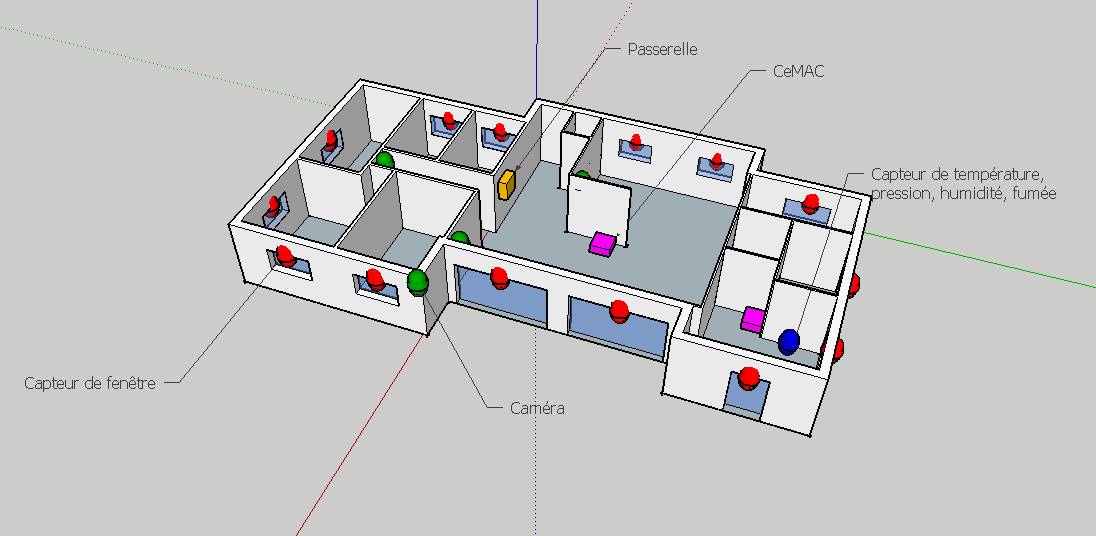 Passerelle
CeMAC
Capteur de température,
pression, humidité, fumée
Capteur de fenêtre
Caméra